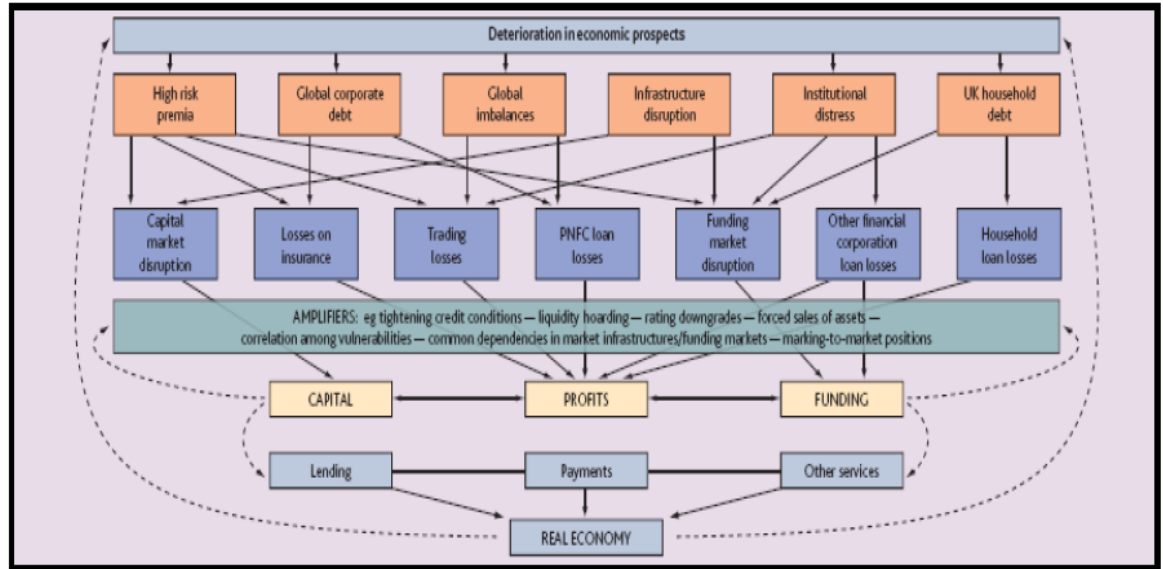 Deterioration in economic prospects
High risk
premia
Global corporate
debt
Global
imbalances
Infrastructure
disruption
Institutional
distress
UK household
debt
Capital
market
disruption
Losses on
insurance
Trading
losses
PNFC loan
losses
Funding
market
disruption
Other financial
corporation
loan losses
Household
loan losses
AMPLIFIERS: eg tightening credit conditions — liquidity hoarding — rating downgrades — forced sales of assets —
correlation among vulnerabilities — common dependencies in market infrastructures/funding markets — marking-to-market positions
CAPITAL
PROFITS
FUNDING
Lending
Payments
Other services
REAL ECONOMY